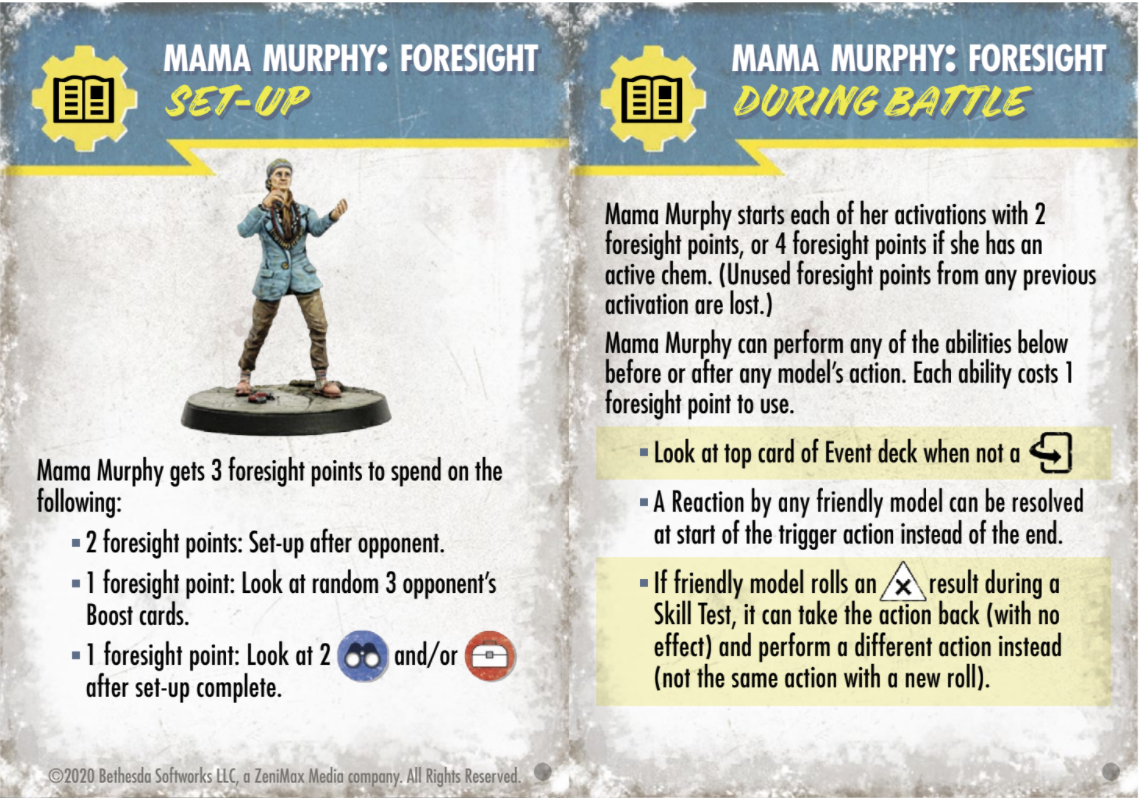 MAMA MURPHY: FORESIGHT
SET-UP
Mama Murphy gets 3 foresight points to spend on the
following:
▪ 2 foresight points: Set-up after opponent.
▪ 1 foresight point: Look at random 3 opponent's
Boost cards.
▪ 1 foresight point: Look at 2 and/or
after set-up complete.
©2020 Bethesda Softworks LLC, a ZeniMax Media company. All Rights Reserved.
MAMA MURPHY: FORESIGHT
DURING BATTLE
Mama Murphy starts each of her activations with 2
foresight points, or 4 foresight points if she has an
active chem. (Unused foresight points from any previous
activation are lost.)
Mama Murphy can perform any of the abilities below
before or after any model's action. Each ability costs 1
foresight point to use.
▪ Look at top card of Event deck when not a
▪ A Reaction by any friendly model can be resolved
at start of the trigger action instead of the end.
▪ If friendly model rolls an X result during a
Skill Test, it can take the action back (with no
effect) and perform a different action instead
(not the same action with a new roll).